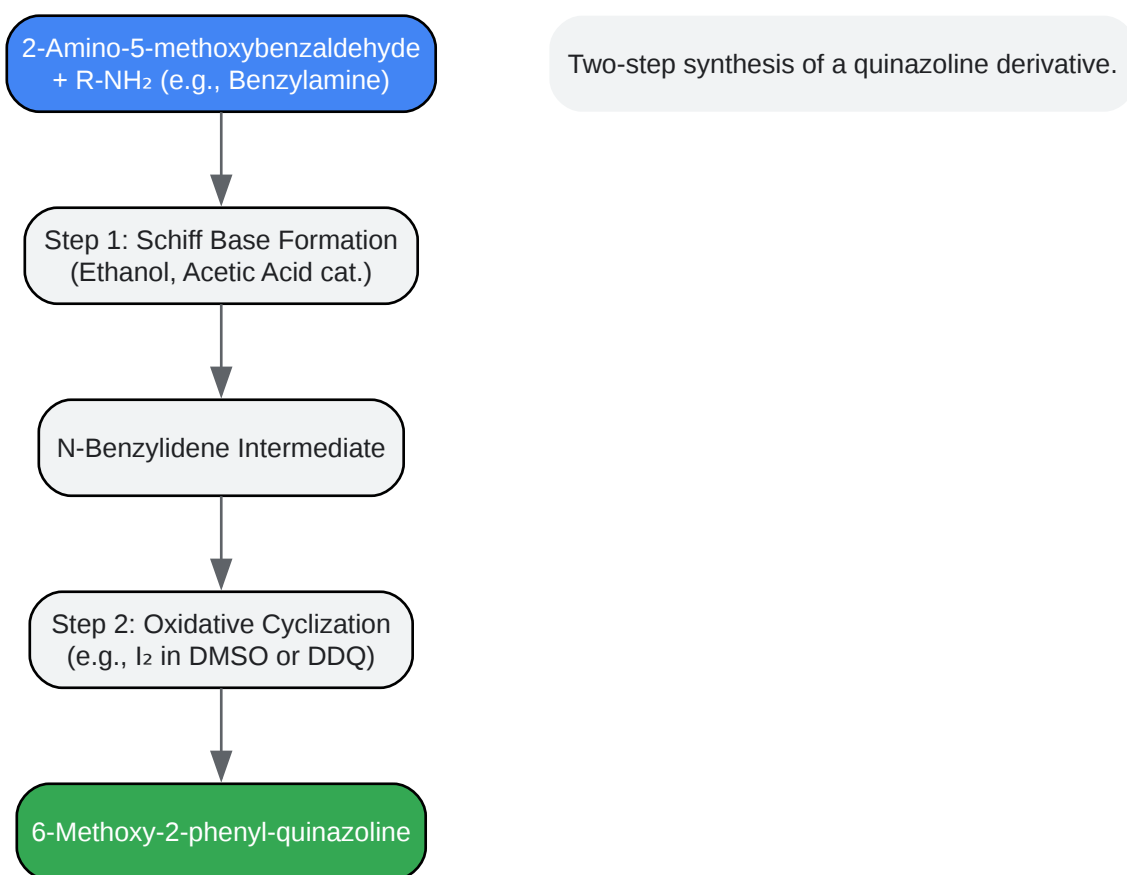 2-Amino-5-methoxybenzaldehyde
+ R-NH₂ (e.g., Benzylamine)
Two-step synthesis of a quinazoline derivative.
Step 1: Schiff Base Formation
(Ethanol, Acetic Acid cat.)
N-Benzylidene Intermediate
Step 2: Oxidative Cyclization
(e.g., I₂ in DMSO or DDQ)
6-Methoxy-2-phenyl-quinazoline